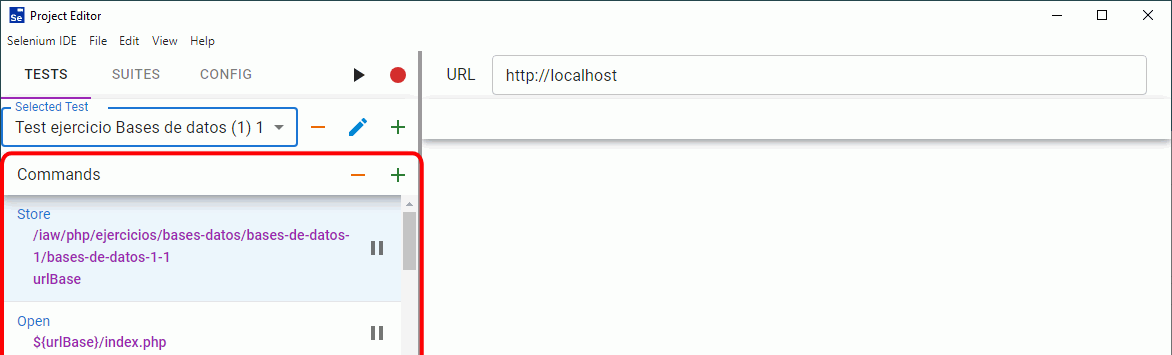 Se Project Editor
Selenium IDE File Edit View Help
TESTS SUITES CONFIG
URL http://localhost
Selected Test
Test ejercicio Bases de datos (1) 1
Commands
Store
/iaw/php/ejercicios/bases-datos/bases-de-datos-
1/bases-de-datos-1-1
urlBase
Open
${urlBase}/index.php